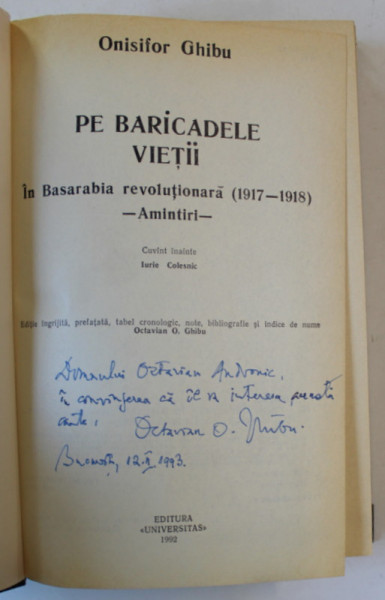 Onisifor Ghibu
PE BARICADELE
VIEȚII
În Basarabia revoluționară (1917—1918)
—Amintiri—
Cuvînt înainte
Iurie Colesnic
Ediție îngrijită, prefațată, tabel cronologic, note, bibliografie și indice de nume
Octavian O. Ghibu
Domnului Octavian Andronic,
în convingerea că îl va interesa această
carte,
Octavian O. Ghibu.
București, 12.II.1993.
EDITURA
«UNIVERSITAS»
1992